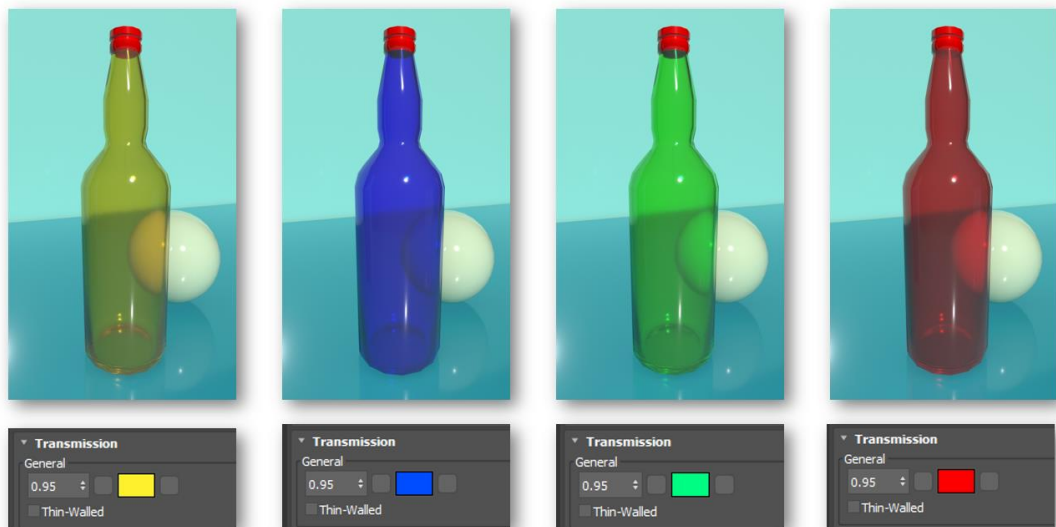 Transmission
General
0.95
Thin-Walled
Transmission
General
0.95
Thin-Walled
Transmission
General
0.95
Thin-Walled
Transmission
General
0.95
Thin-Walled